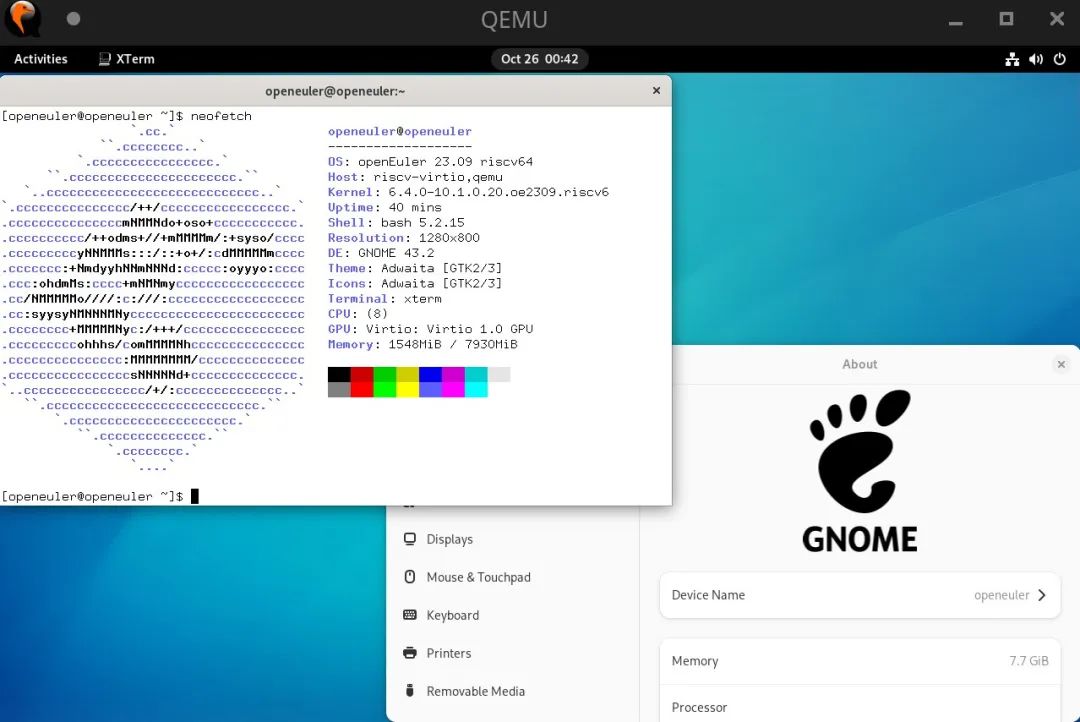 QEMU
Activities XTerm Oct 26 00:42
openeuler@openeuler:~
[openeuler@openeuler ~]$ neofetch
openeuler@openeuler
-------------------
OS: openEuler 23.09 riscv64
Host: riscv-virtio,qemu
Kernel: 6.4.0-10.1.0.20.oe2309.riscv6
Uptime: 40 mins
Shell: bash 5.2.15
Resolution: 1280x800
DE: GNOME 43.2
Theme: Adwaita [GTK2/3]
Icons: Adwaita [GTK2/3]
Terminal: xterm
CPU: (8)
GPU: Virtio: Virtio 1.0 GPU
Memory: 1548MiB / 7930MiB
[openeuler@openeuler ~]$
About
GNOME
Displays
Mouse & Touchpad
Keyboard
Printers
Removable Media
Device Name openeuler
Memory 7.7 GiB
Processor